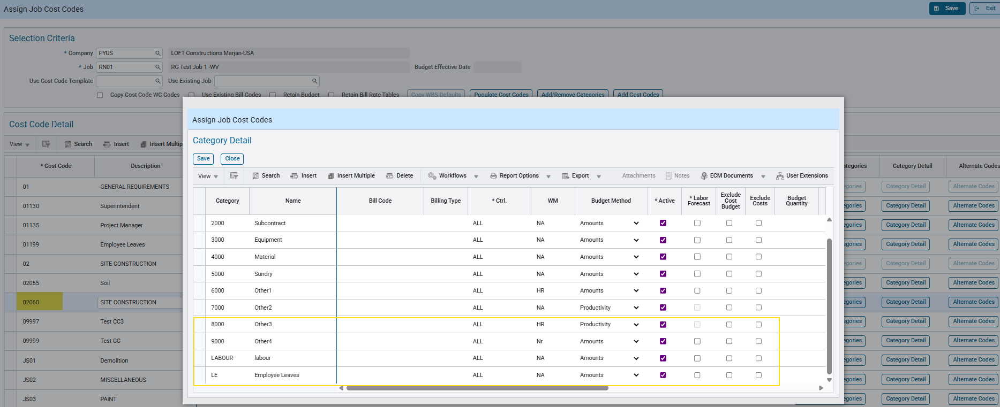 Assign Job Cost Codes
Save Exit
Selection Criteria
* Company PYUS LOFT Constructions Marjan-USA
* Job RN01 RG Test Job 1 -WV Budget Effective Date
Use Cost Code Template Use Existing Job
Copy Cost Code WC Codes Use Existing Bill Codes Retain Budget Retain Bill Rate Tables Copy WBS Defaults Populate Cost Codes Add/Remove Categories Add Cost Codes
Cost Code Detail
View Search Insert Insert Multip
* Cost Code Description ategories Category Detail Alternate Codes
01 GENERAL REQUIREMENTS egories Category Detail Alternate Codes
01130 Superintendent egories Category Detail Alternate Codes
01135 Project Manager egories Category Detail Alternate Codes
01199 Employee Leaves egories Category Detail Alternate Codes
02 SITE CONSTRUCTION egories Category Detail Alternate Codes
02055 Soil egories Category Detail Alternate Codes
02060 SITE CONSTRUCTION egories Category Detail Alternate Codes
09997 Test CC3 egories Category Detail Alternate Codes
09999 Test CC egories Category Detail Alternate Codes
JS01 Demolition egories Category Detail Alternate Codes
JS02 MISCELLANEOUS egories Category Detail Alternate Codes
JS03 PAINT egories Category Detail Alternate Codes
Assign Job Cost Codes
Category Detail
Save Close
View Search Insert Insert Multiple Delete Workflows Report Options Export Attachments Notes ECM Documents User Extensions
Category Name Bill Code Billing Type * Ctrl. WM Budget Method * Active * Labor Forecast Exclude Cost Budget Exclude Costs Budget Quantity
2000 Subcontract ALL NA Amounts
3000 Equipment ALL NA Amounts
4000 Material ALL NA Amounts
5000 Sundry ALL NA Amounts
6000 Other1 ALL HR Amounts
7000 Other2 ALL NA Productivity
8000 Other3 ALL HR Productivity
9000 Other4 ALL Nr Amounts
LABOUR labour ALL NA Amounts
LE Employee Leaves ALL NA Amounts